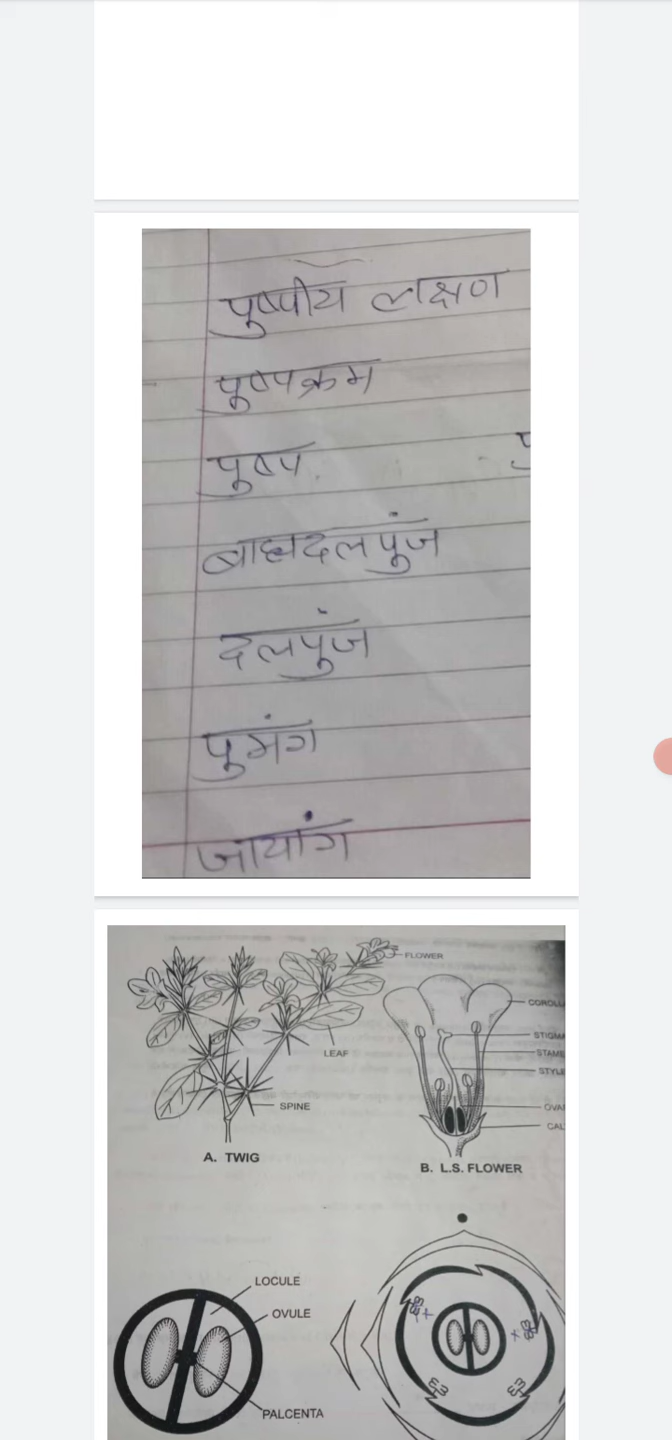 पुष्पीय लक्षण
पुष्पक्रम
पुष्प
बाह्यदलपुंज
दलपुंज
पुमंग
जायांग
FLOWER
COROLL
STIGM
LEAF
STAME
STYLE
SPINE
OVA
CAL
A. TWIG
B. L.S. FLOWER
LOCULE
OVULE
PALCENTA